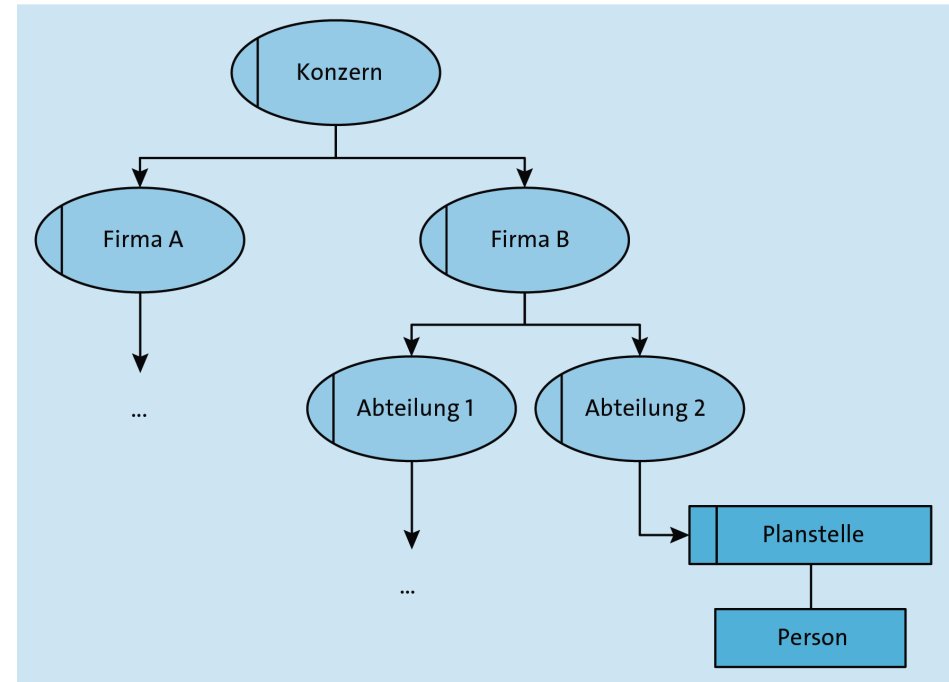 Konzern
Firma A
Firma B
Abteilung 1
Abteilung 2
...
Planstelle
...
Person